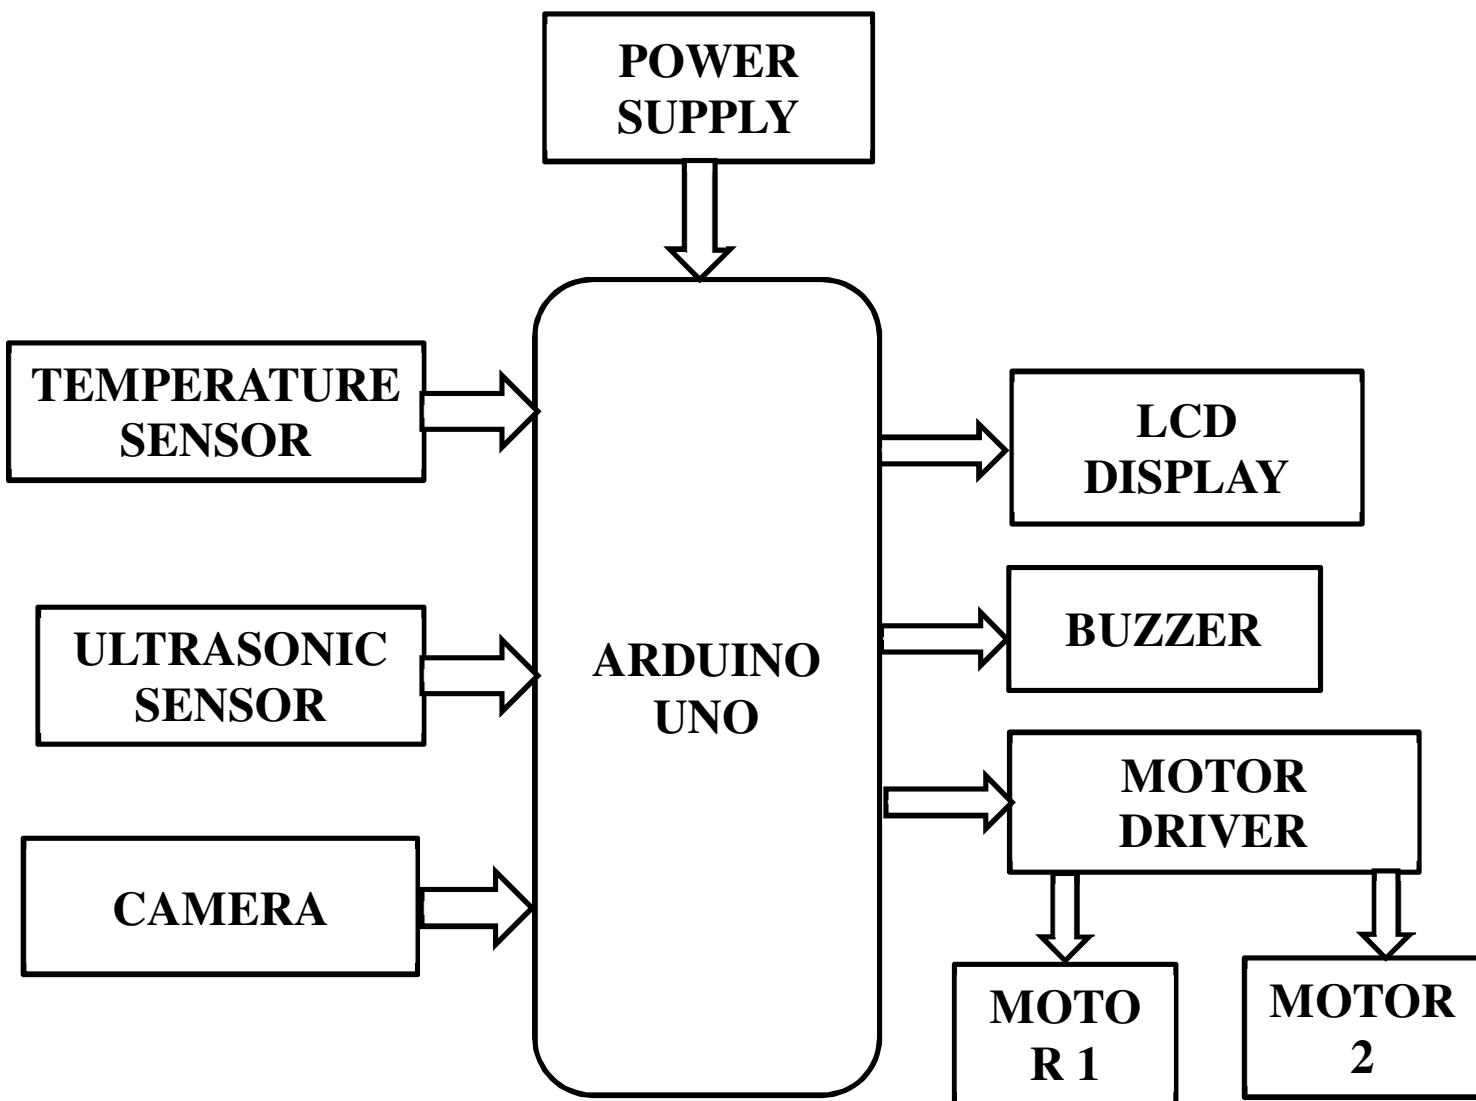 POWER
SUPPLY
TEMPERATURE
SENSOR
LCD
DISPLAY
ULTRASONIC
SENSOR
ARDUINO
UNO
BUZZER
MOTOR
DRIVER
CAMERA
MOTO
R 1
MOTOR
2